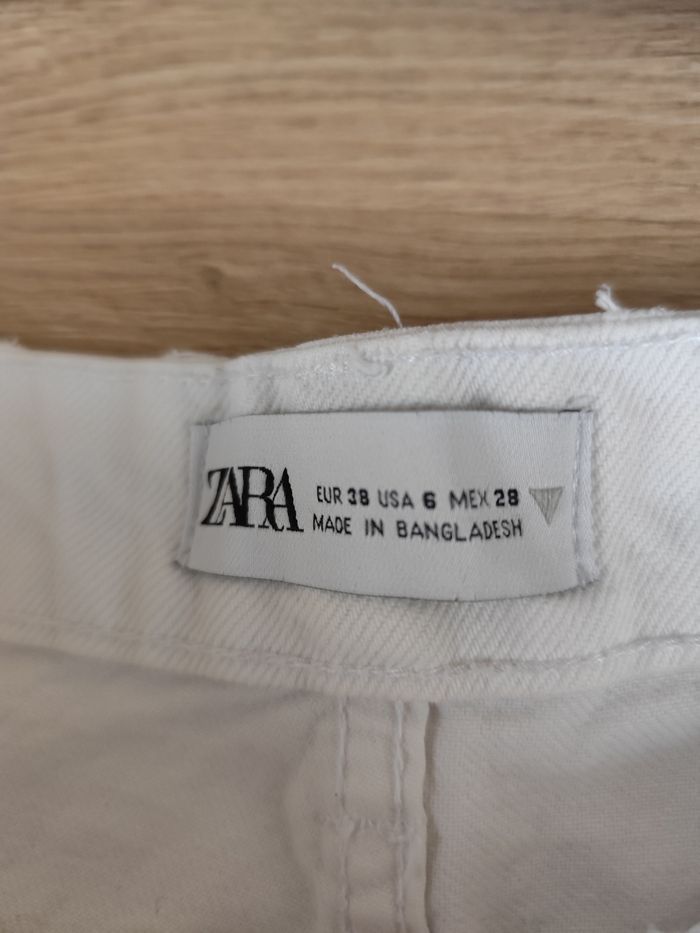 ZARA
EUR 38 USA 6 MEX 28
MADE IN BANGLADESH